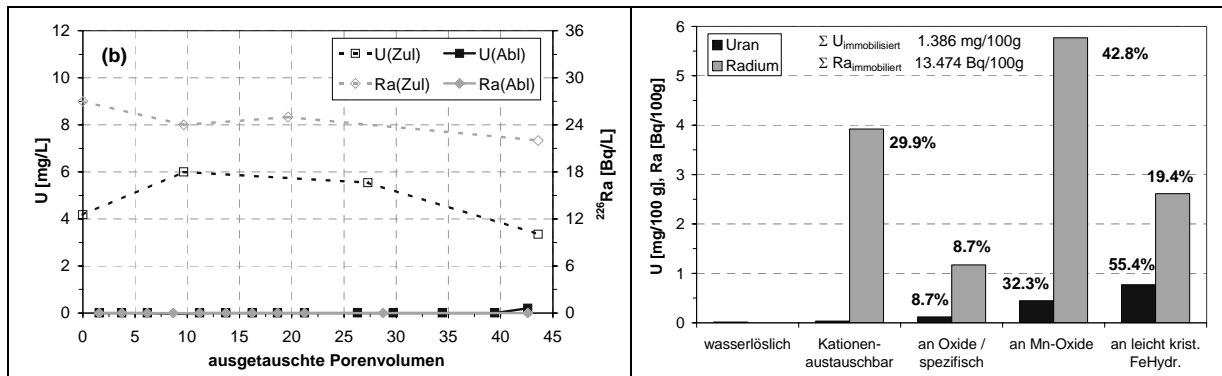 (b)
U(Zul)
U(Abl)
Ra(Zul)
Ra(Abl)
12
10
8
6
4
2
0
U [mg/L]
36
30
24
18
12
6
0
²²⁶Ra [Bq/L]
0 5 10 15 20 25 30 35 40 45
ausgetauschte Porenvolumen
Uran
Radium
Σ U immobilisiert 1.386 mg/100g
Σ Ra immobiliert 13.474 Bq/100g
6
5
4
3
2
1
0
U [mg/100 g], Ra [Bq/100g]
29.9%
8.7%
8.7%
32.3%
42.8%
55.4%
19.4%
wasserlöslich
Kationen-
austauschbar
an Oxide /
spezifisch
an Mn-Oxide
an leicht krist.
FeHydr.